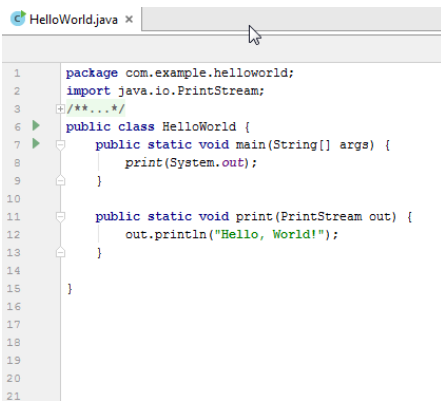 HelloWorld.java ×
1 package com.example.helloworld;
2 import java.io.PrintStream;
3 /**...*/
6 public class HelloWorld {
7     public static void main(String[] args) {
8         print(System.out);
9     }
10
11     public static void print(PrintStream out) {
12         out.println("Hello, World!");
13     }
14
15 }
16
17
18
19
20
21